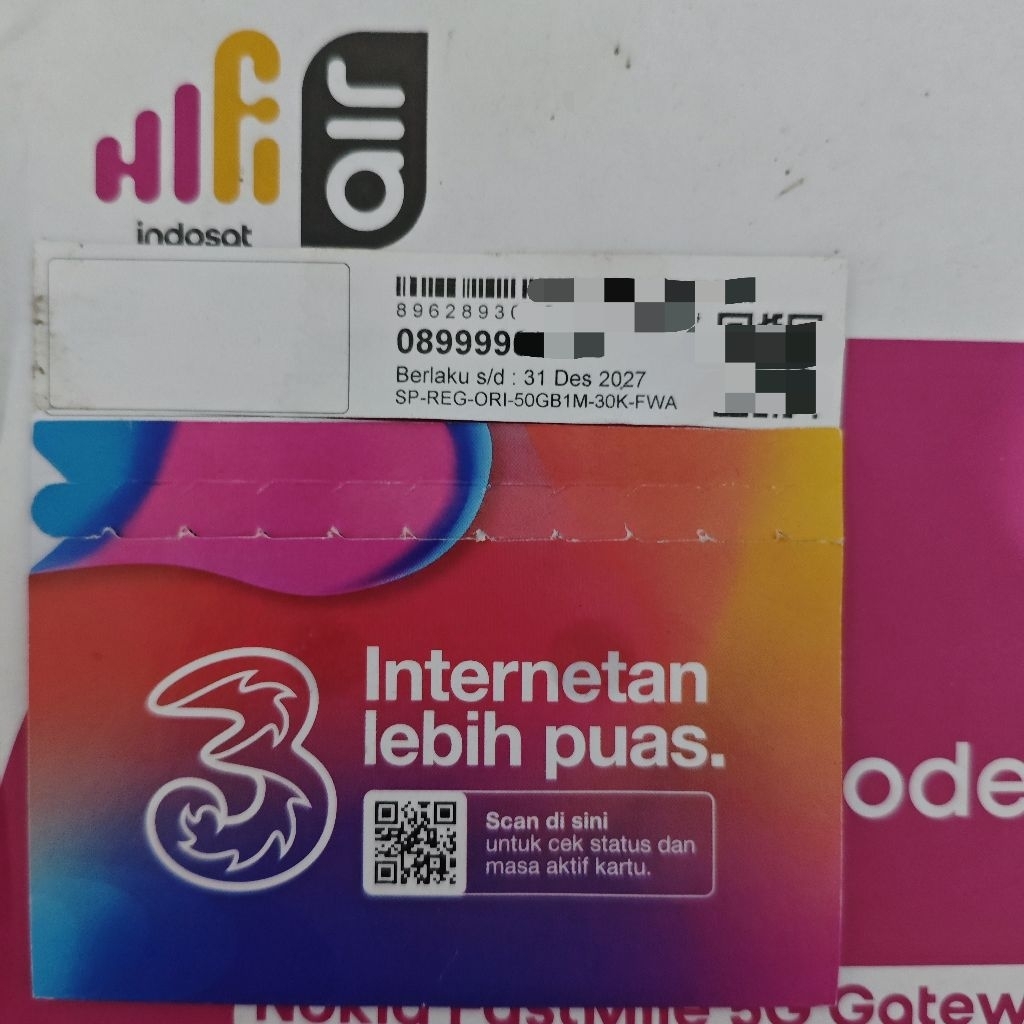 HIFI
air
indosat
89628930
089999
Berlaku s/d : 31 Des 2027
SP-REG-ORI-50GB1M-30K-FWA
3
Internetan
lebih puas.
Scan di sini
untuk cek status dan
masa aktif kartu.
ode
Nokia FastMile 5G Gatew